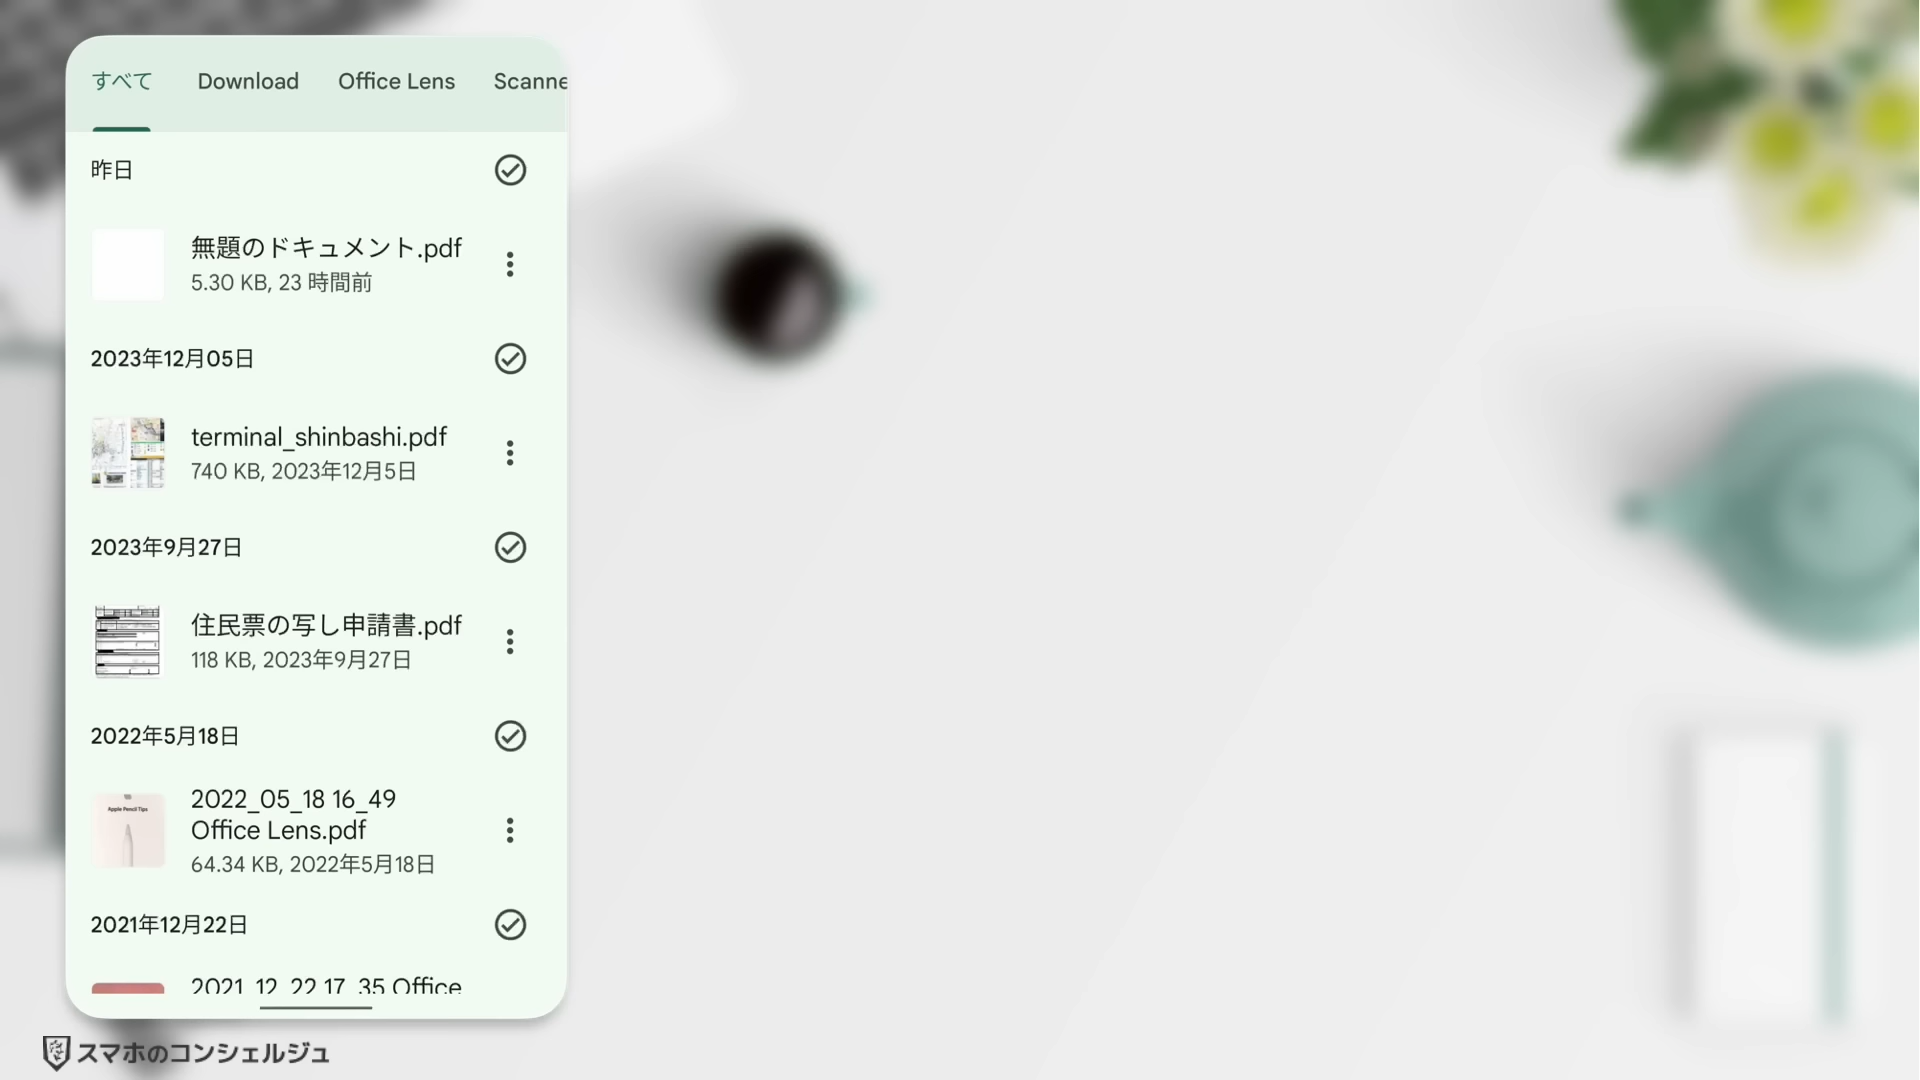 すべて Download Office Lens Scanne
昨日
無題のドキュメント.pdf
5.30 KB, 23 時間前
2023年12月05日
terminal_shinbashi.pdf
740 KB, 2023年12月5日
2023年9月27日
住民票の写し申請書.pdf
118 KB, 2023年9月27日
2022年5月18日
Apple Pencil Tips
2022_05_18 16_49
Office Lens.pdf
64.34 KB, 2022年5月18日
2021年12月22日
2021_12_22 17_35 Office
スマホのコンシェルジュ